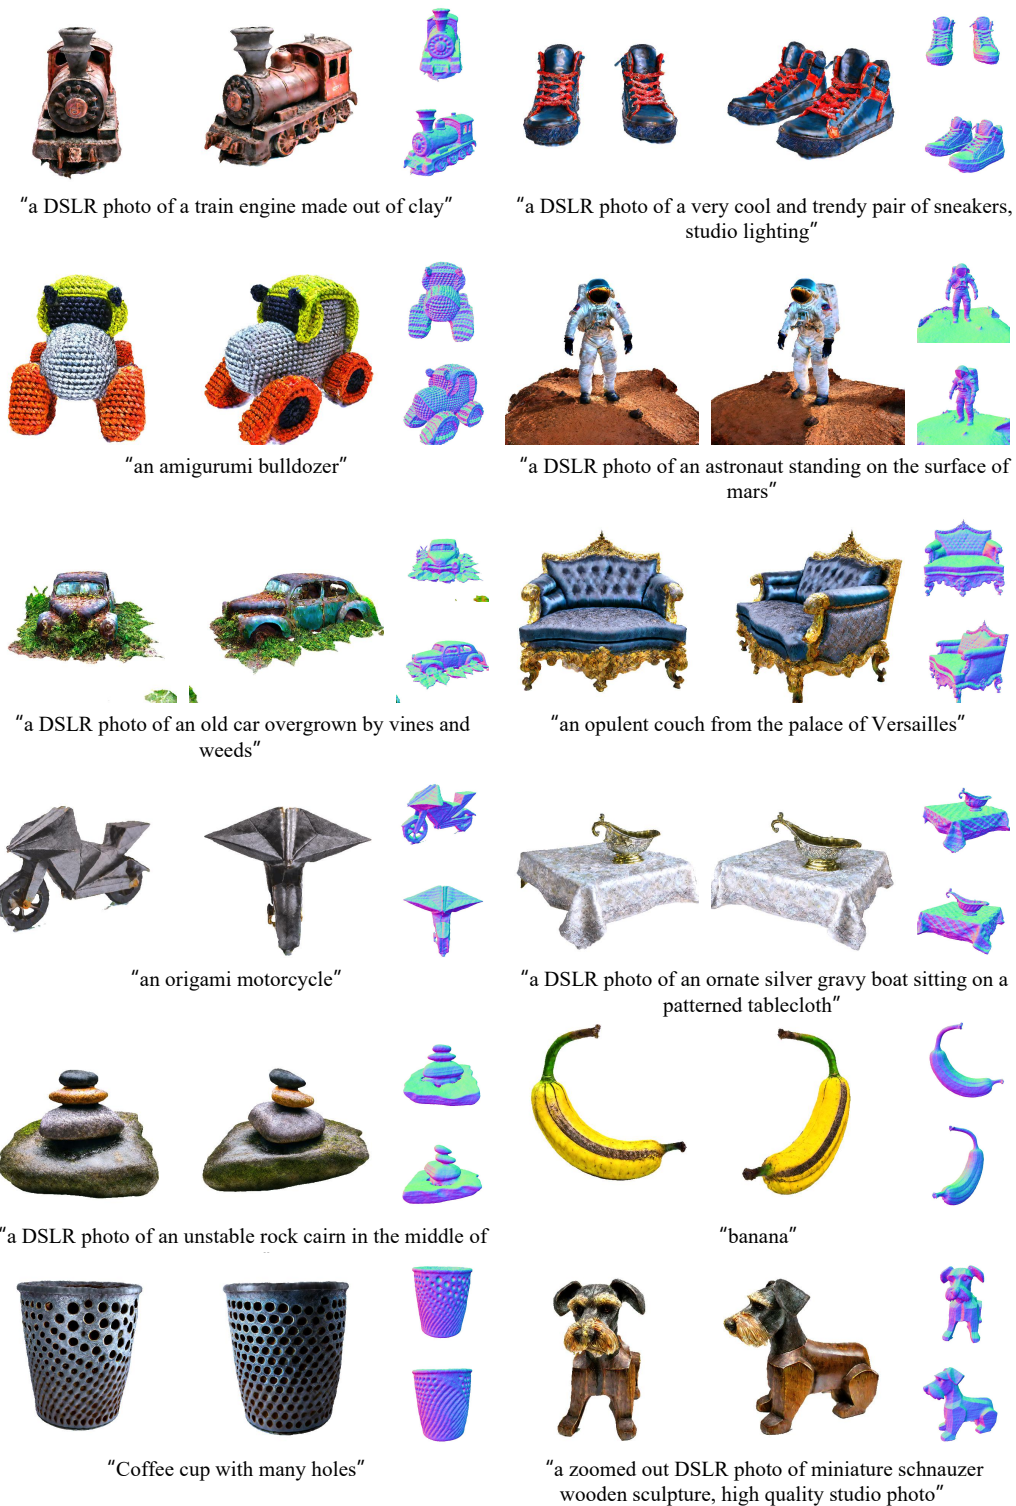 "a DSLR photo of a train engine made out of clay"
"a DSLR photo of a very cool and trendy pair of sneakers,
studio lighting"
"an amigurumi bulldozer"
"a DSLR photo of an astronaut standing on the surface of
mars"
"a DSLR photo of an old car overgrown by vines and
weeds"
"an opulent couch from the palace of Versailles"
"an origami motorcycle"
"a DSLR photo of an ornate silver gravy boat sitting on a
patterned tablecloth"
"a DSLR photo of an unstable rock cairn in the middle of
"banana"
"Coffee cup with many holes"
"a zoomed out DSLR photo of miniature schnauzer
wooden sculpture, high quality studio photo"